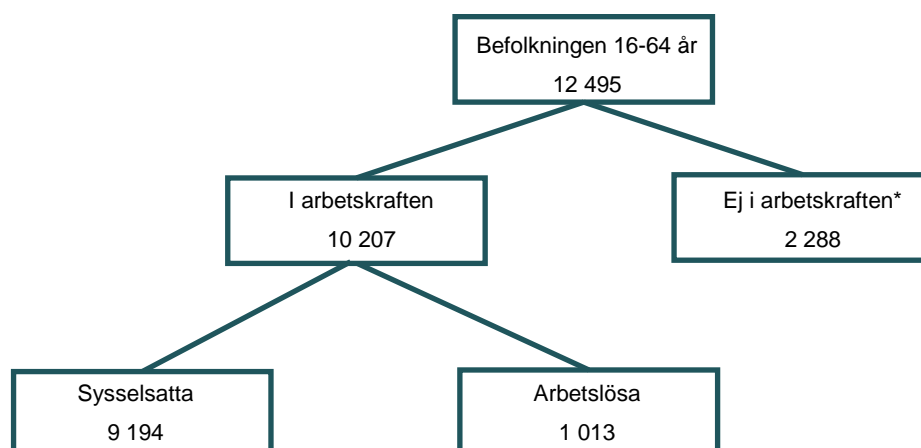 Befolkningen 16-64 år
12 495
I arbetskraften
10 207
Ej i arbetskraften*
2 288
Sysselsatta
9 194
Arbetslösa
1 013